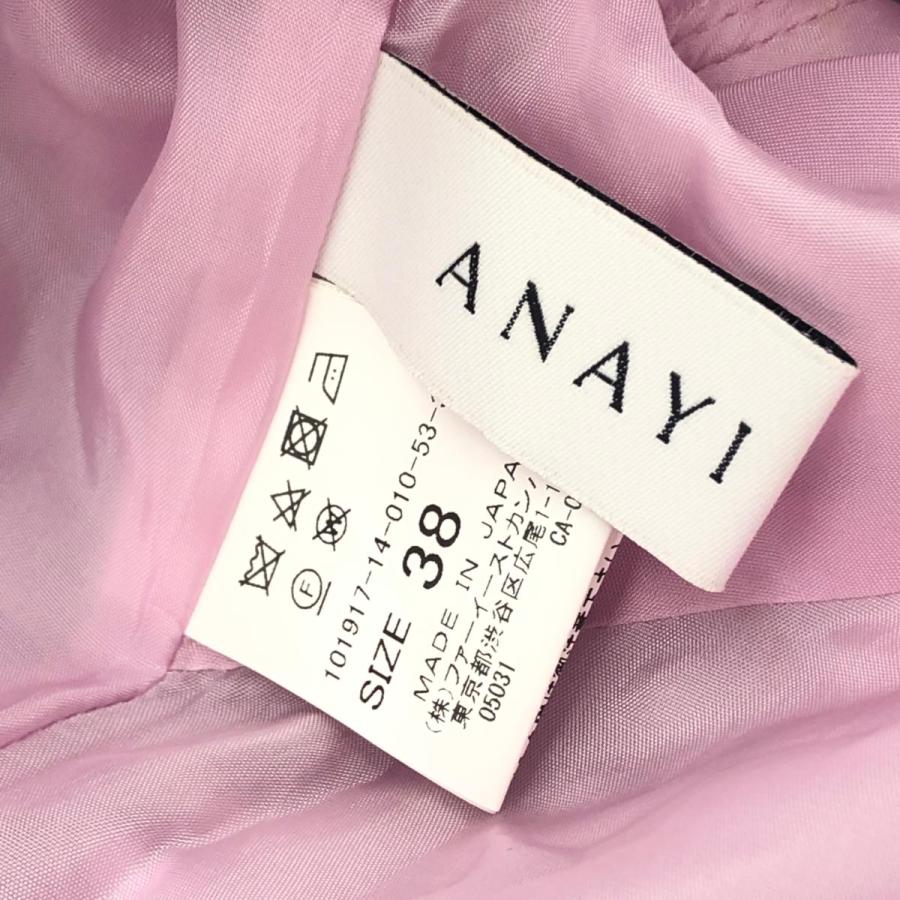 ANAYI
101917-14-010-53-
SIZE 38
MADE IN JAPA
(株)ファーイーストカン
東京都渋谷区広尾1-1
05031
CA-0
F
W